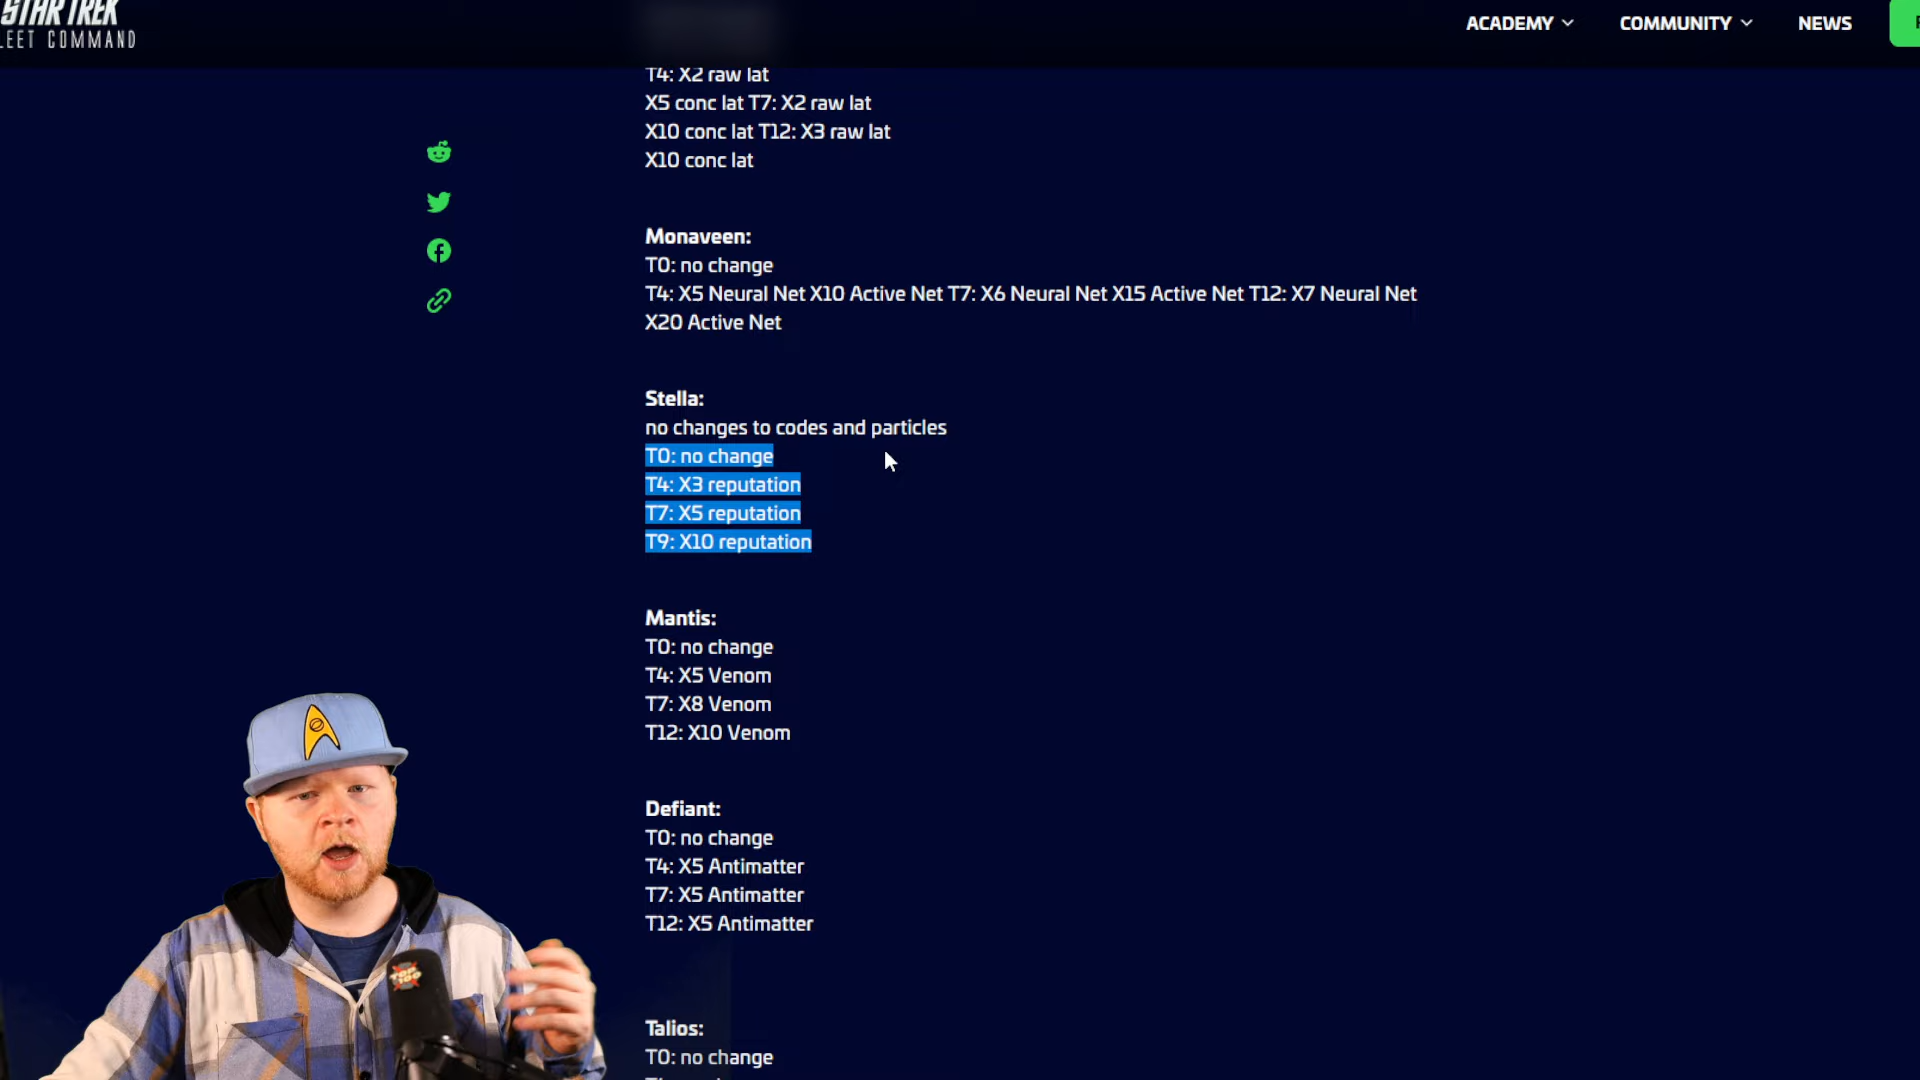 STAR TREK
LEET COMMAND
ACADEMY
COMMUNITY
NEWS
T4: X2 raw lat
X5 conc lat T7: X2 raw lat
X10 conc lat T12: X3 raw lat
X10 conc lat
Monaveen:
T0: no change
T4: X5 Neural Net X10 Active Net T7: X6 Neural Net X15 Active Net T12: X7 Neural Net
X20 Active Net
Stella:
no changes to codes and particles
T0: no change
T4: X3 reputation
T7: X5 reputation
T9: X10 reputation
Mantis:
T0: no change
T4: X5 Venom
T7: X8 Venom
T12: X10 Venom
Defiant:
T0: no change
T4: X5 Antimatter
T7: X5 Antimatter
T12: X5 Antimatter
TOP
100
Talios:
T0: no change